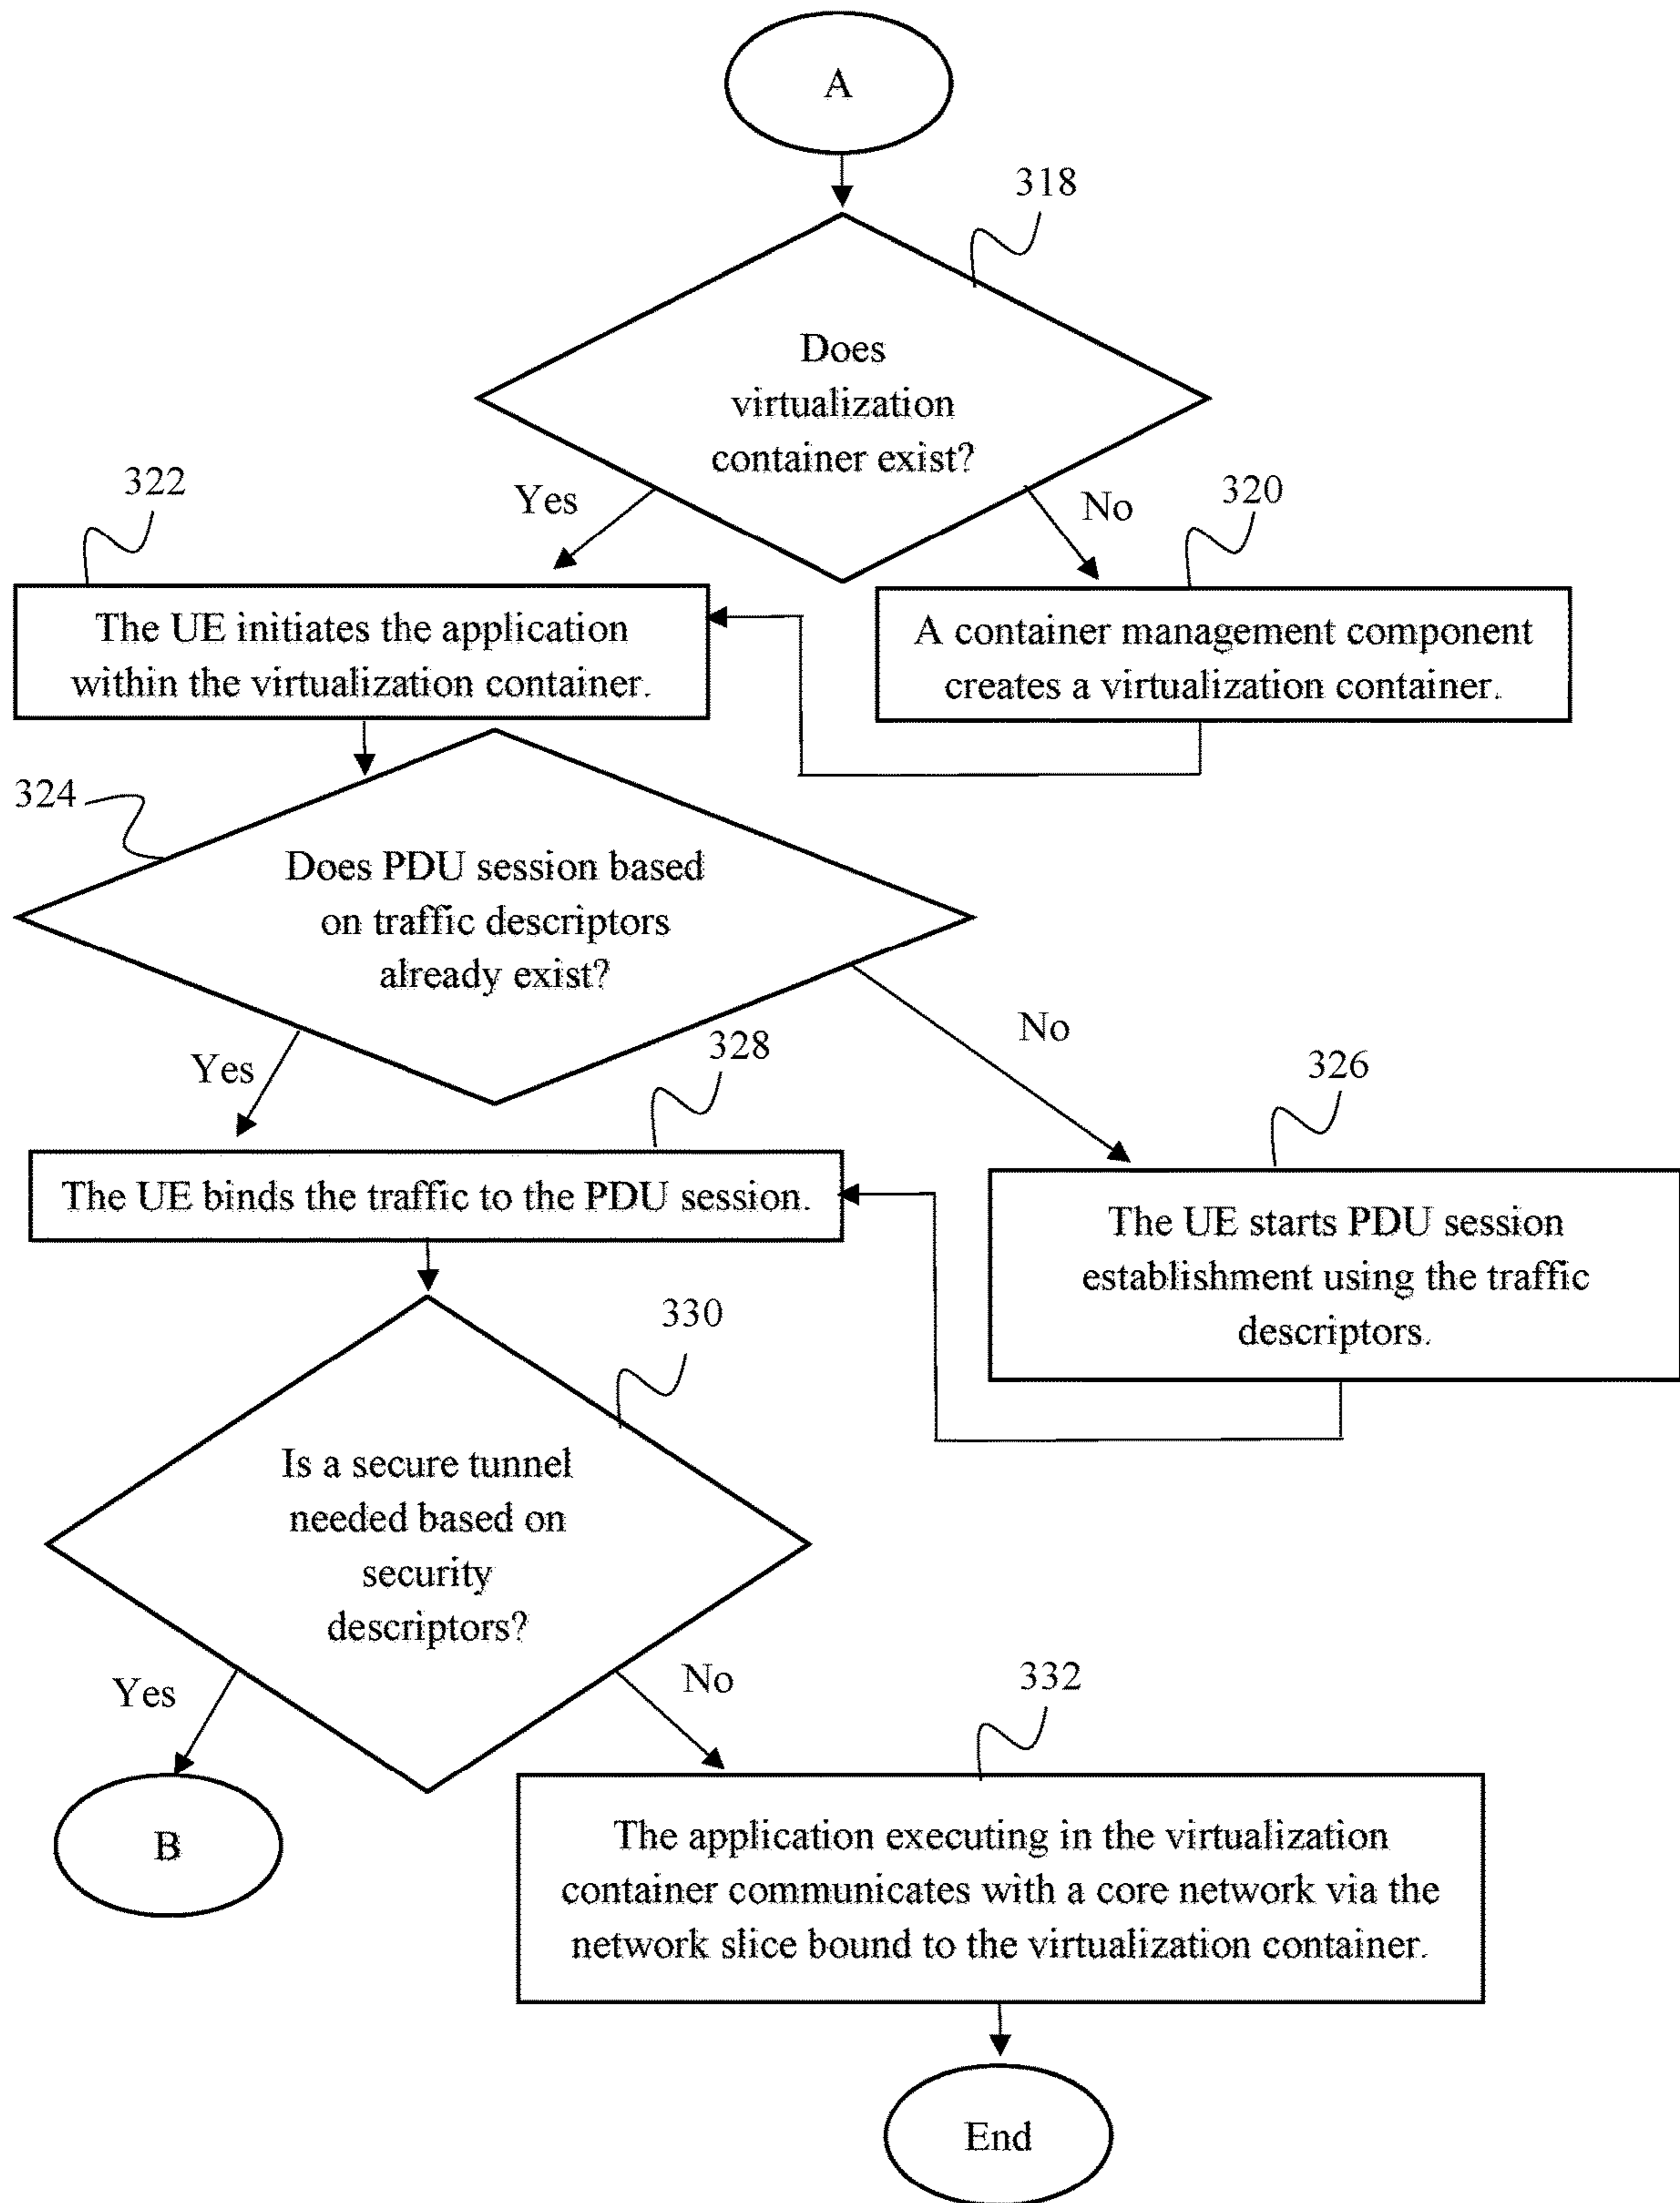 A
318
Does
virtualization
container exist?
322
Yes
No
320
The UE initiates the application
within the virtualization container.
A container management component
creates a virtualization container.
324
Does PDU session based
on traffic descriptors
already exist?
Yes
328
No
326
The UE binds the traffic to the PDU session.
The UE starts PDU session
establishment using the traffic
descriptors.
330
Is a secure tunnel
needed based on
security
descriptors?
Yes
No
332
B
The application executing in the virtualization
container communicates with a core network via the
network slice bound to the virtualization container.
End